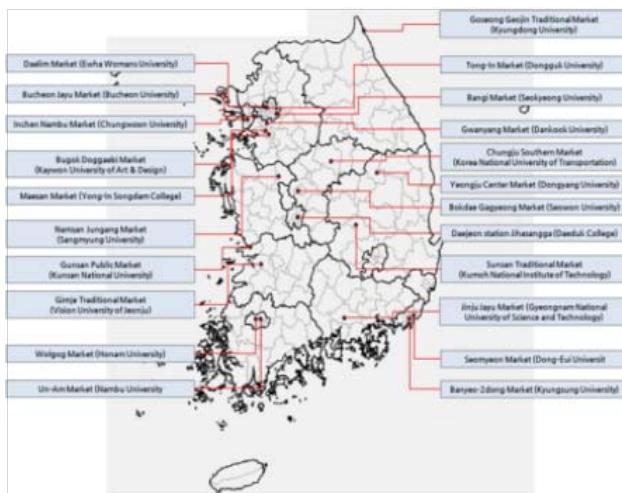 Goseong Geojin Traditional Market
(Kyungdong University)
Daelim Market (Ewha Womans University)
Bucheon Jayu Market (Bucheon University)
Inchen Nambu Market (Chungwoon University)
Bugok Doggaebi Market
(Kaywon University of Art & Design)
Maesan Market (Yong-In Songdam College)
Namsan Jungang Market
(Sangmyung University)
Gunsan Public Market
(Kunsan National University)
Gimje Traditional Market
(Vision University of Jeonju)
Wolgog Market (Honam University)
Un-Am Market (Nambu University
Tong-In Market (Dongguk University)
Bangi Market (Seokyeong University)
Gwanyang Market (Dankook University)
Chungju Southern Market
(Korea National University of Transportation)
Yeongju Center Market (Dongyang University)
Bokdae Gagyeong Market (Seowon University)
Daejeon station Jihasangga (Daeduk College)
Sunsan Traditional Market
(Kumoh National Institute of Technology)
Jinju Jayu Market (Gyeongnam National
University of Science and Technology)
Seomyeon Market (Dong-Eui Universit
Banyeo-2dong Market (Kyungsung University)